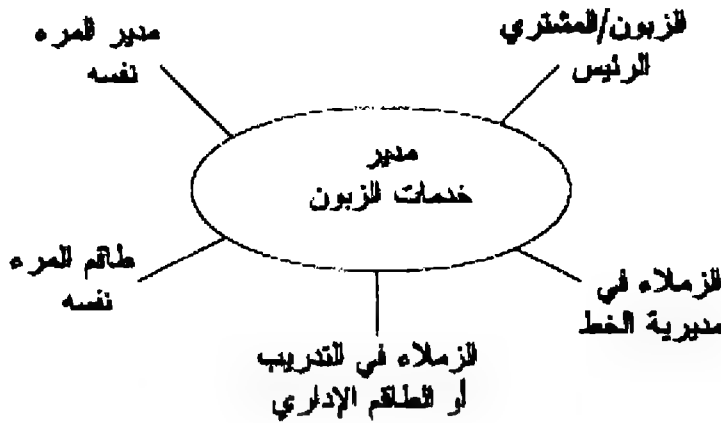 الزبون/المشتري
الرئيس
مدير المرء
نفسه
مدير
خدمات الزبون
طاقم المرء
نفسه
الزملاء في
مديرية الخط
الزملاء في التدريب
أو الطاقم الإداري